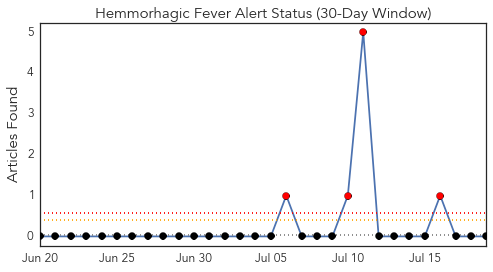 Hemmorhagic Fever Alert Status (30-Day Window)
Articles Found
5
4
3
2
1
0
Jun 20
Jun 25
Jun 30
Jul 05
Jul 10
Jul 15